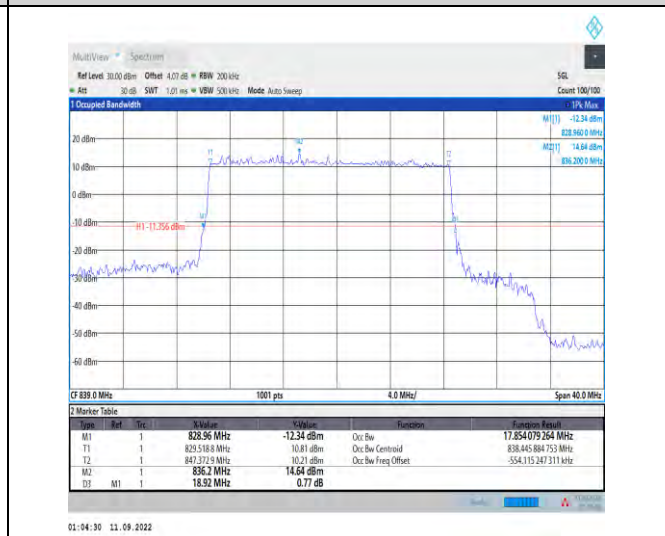 MultiView Spectrum
Ref Level 30.00 dBm Offset 4.07 dB RBW 200 kHz SGL
Att 30 dB SWT 1.01 ms VBW 500 kHz Mode Auto Sweep Count 100/100
1 Occupied Bandwidth 1Pk Max
M1[1] -12.34 dBm
828.960 0 MHz
M2[1] 14.64 dBm
836.200 0 MHz
20 dBm
10 dBm
0 dBm
-10 dBm
H1 -11.356 dBm
-20 dBm
-30 dBm
-40 dBm
-50 dBm
-60 dBm
T1
M2
T2
M1
D3
CF 839.0 MHz 1001 pts 4.0 MHz/ Span 40.0 MHz
2 Marker Table
Type Ref Trc X-Value Y-Value Function Function Result
M1 1 828.96 MHz -12.34 dBm Occ Bw 17.854 079 264 MHz
T1 1 829.518 8 MHz 10.81 dBm Occ Bw Centroid 838.445 884 753 MHz
T2 1 847.372 9 MHz 10.21 dBm Occ Bw Freq Offset -554.115 247 311 kHz
M2 1 836.2 MHz 14.64 dBm
D3 M1 1 18.92 MHz 0.77 dB
01:04:30 11.09.2022